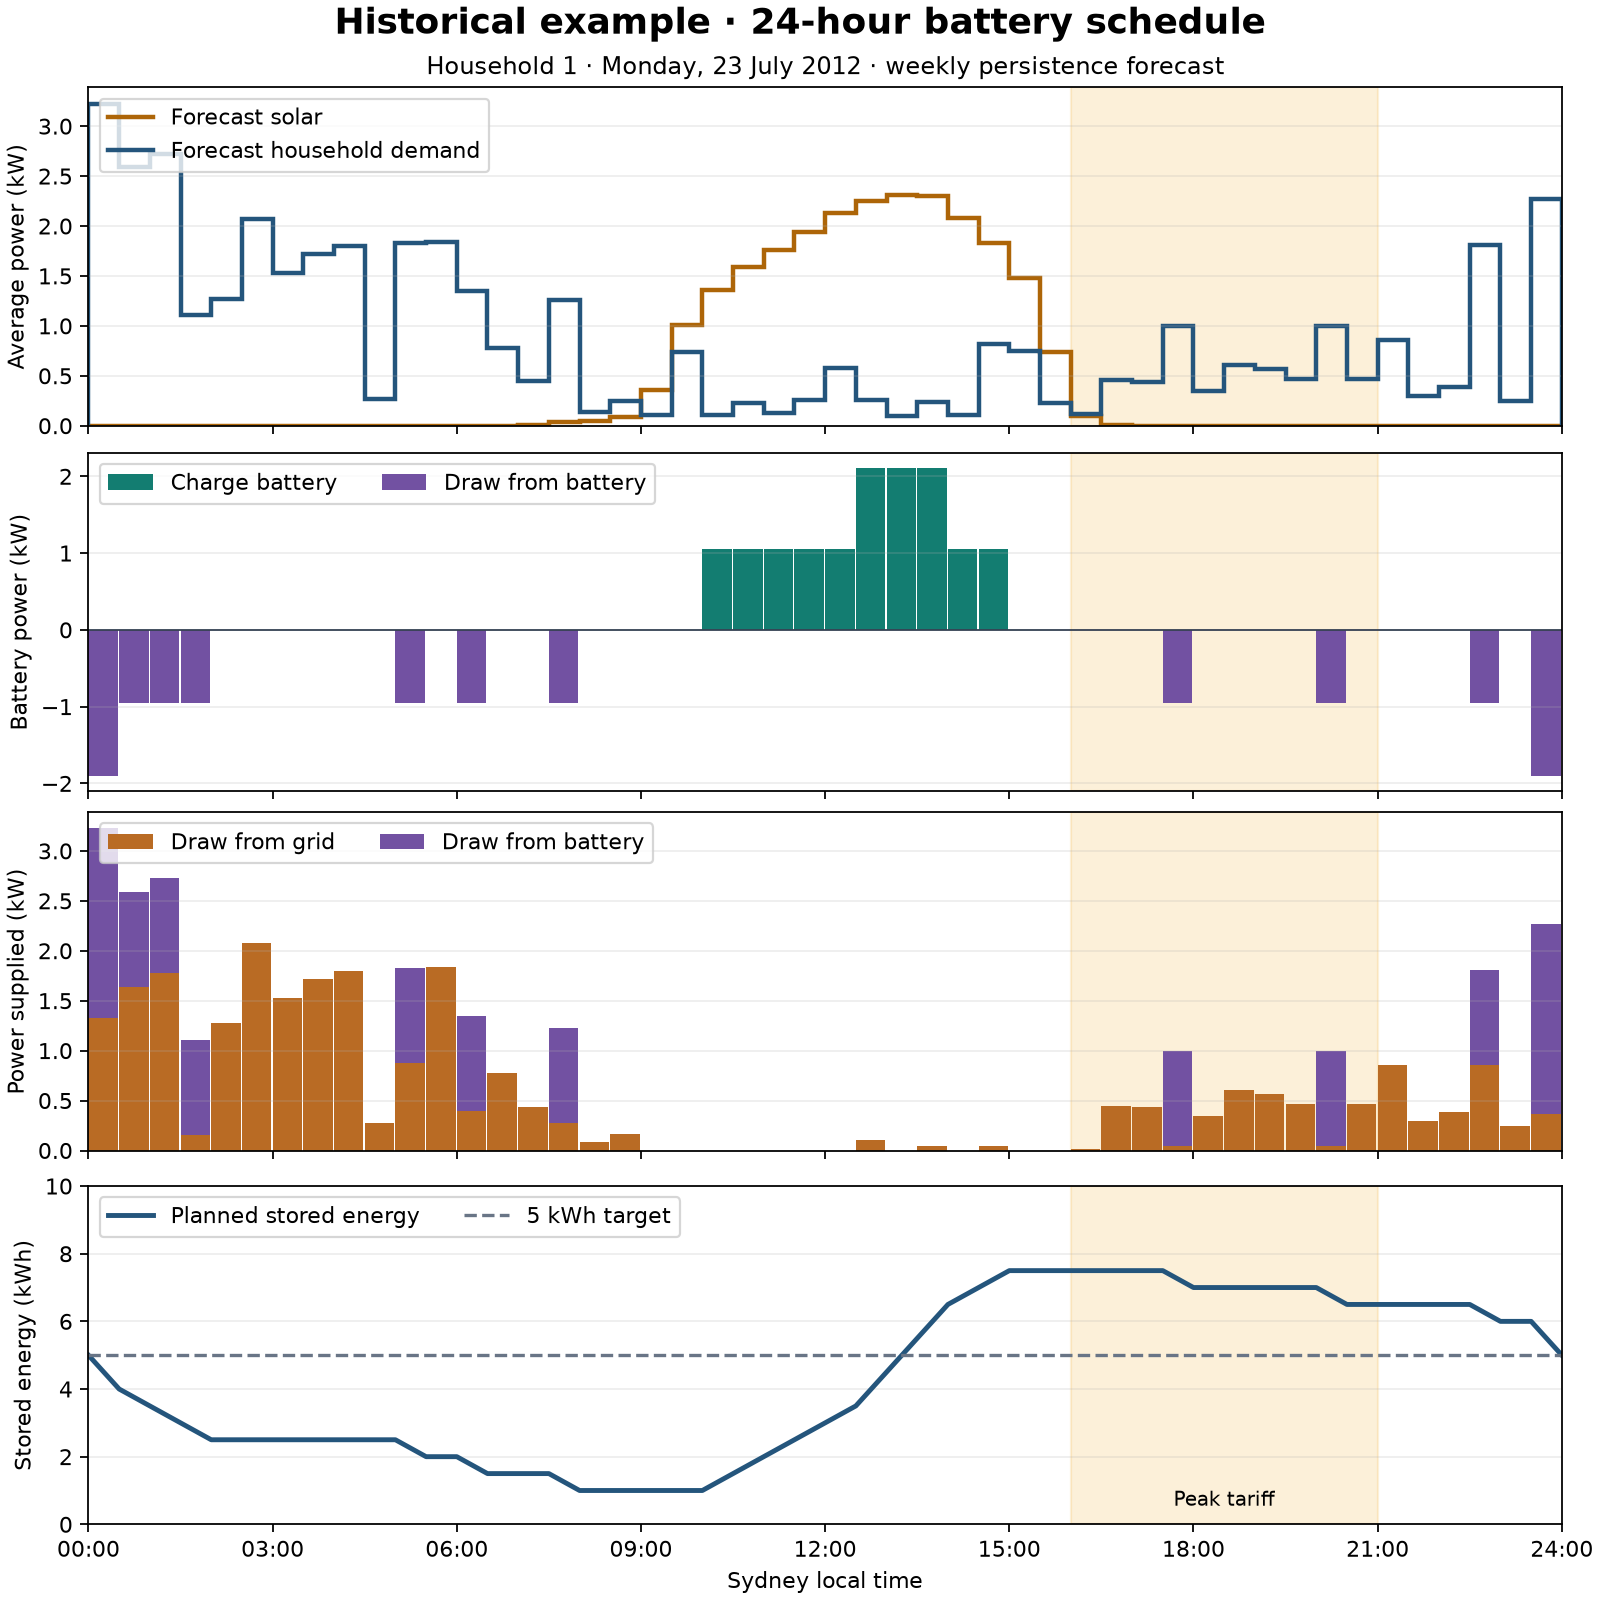 Historical example · 24-hour battery schedule
Household 1 · Monday, 23 July 2012 · weekly persistence forecast
Average power (kW)
3.0
2.5
2.0
1.5
1.0
0.5
0.0
Forecast solar
Forecast household demand
Battery power (kW)
2
1
0
−1
−2
Charge battery
Draw from battery
Power supplied (kW)
3.0
2.5
2.0
1.5
1.0
0.5
0.0
Draw from grid
Draw from battery
Stored energy (kWh)
10
8
6
4
2
0
Planned stored energy
5 kWh target
Peak tariff
00:00 03:00 06:00 09:00 12:00 15:00 18:00 21:00 24:00
Sydney local time